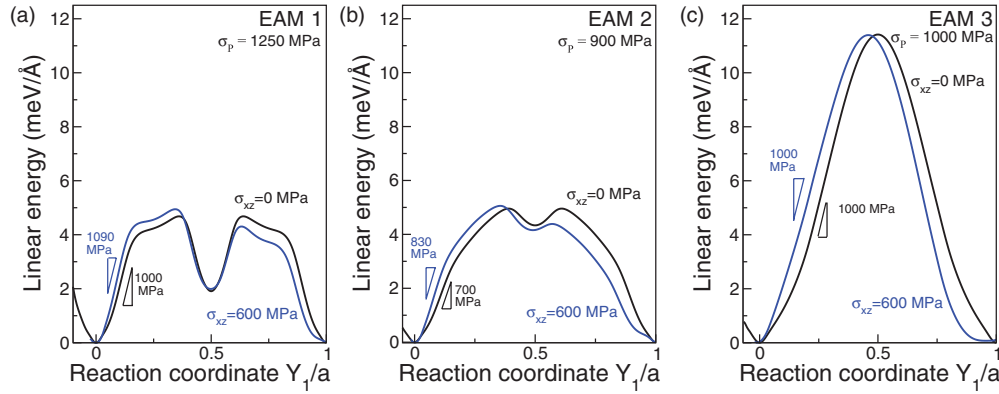 (a)
EAM 1
σP = 1250 MPa
Linear energy (meV/Å)
12
10
8
6
4
2
0
σxz=0 MPa
1090
MPa
1000
MPa
σxz=600 MPa
0
0.5
1
Reaction coordinate Y1/a
(b)
EAM 2
σP = 900 MPa
Linear energy (meV/Å)
12
10
8
6
4
2
0
σxz=0 MPa
830
MPa
700
MPa
σxz=600 MPa
0
0.5
1
Reaction coordinate Y1/a
(c)
EAM 3
σP = 1000 MPa
σxz=0 MPa
Linear energy (meV/Å)
12
10
8
6
4
2
0
1000
MPa
1000 MPa
σxz=600 MPa
0
0.5
1
Reaction coordinate Y1/a